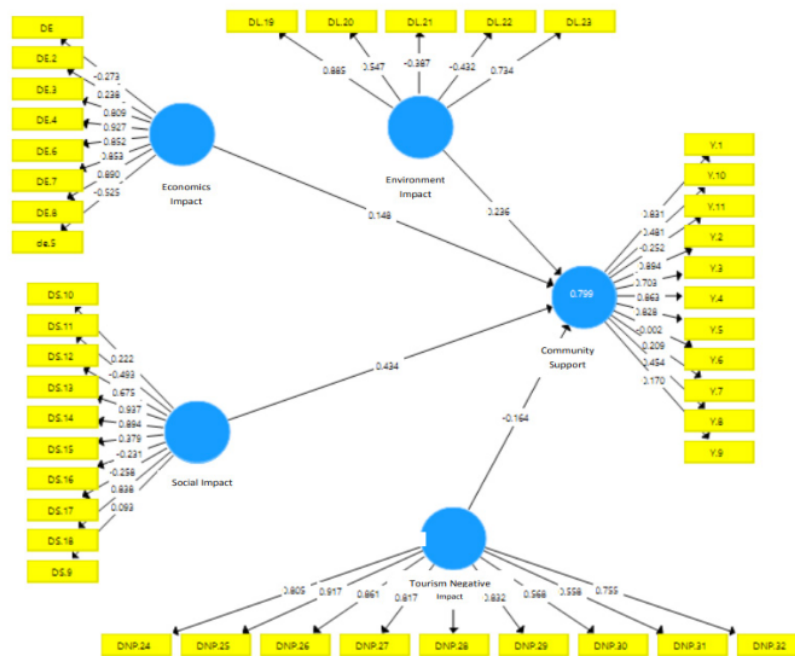 DE
DE.2
DE.3
DE.4
DE.6
DE.7
DE.8
de.5
-0.273
0.238
0.809
0.927
0.852
0.853
0.890
-0.525
Economics
Impact
DL.19
DL.20
DL.21
DL.22
DL.23
0.885
0.547
-0.387
-0.432
0.734
Environment
Impact
0.148
0.236
0.434
-0.164
0.799
Community
Support
Y.1
Y.10
Y.11
Y.2
Y.3
Y.4
Y.5
Y.6
Y.7
Y.8
Y.9
0.831
0.481
-0.252
0.894
0.703
0.863
0.828
-0.002
0.209
0.454
0.170
DS.10
DS.11
DS.12
DS.13
DS.14
DS.15
DS.16
DS.17
DS.18
DS.9
0.222
-0.493
0.675
0.937
0.894
0.379
-0.231
-0.258
0.838
0.093
Social Impact
Tourism Negative
Impact
0.805
0.917
0.861
0.817
0.832
0.568
0.558
0.755
DNP.24
DNP.25
DNP.26
DNP.27
DNP.28
DNP.29
DNP.30
DNP.31
DNP.32